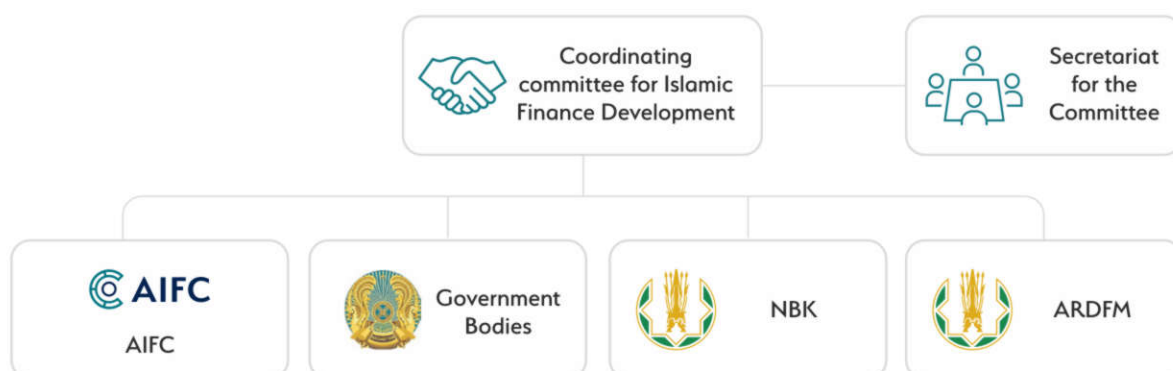 Coordinating
committee for Islamic
Finance Development
Secretariat
for the
Committee
AIFC
AIFC
Government
Bodies
NBK
ARDFM